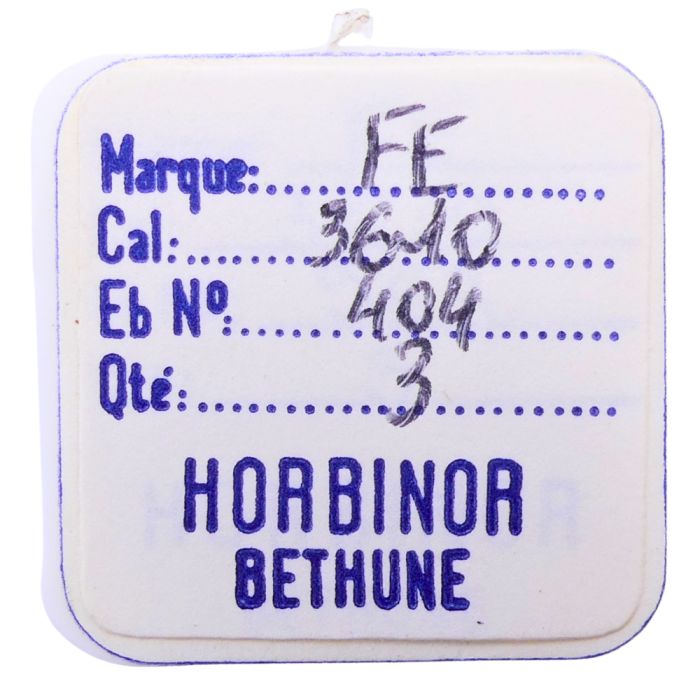 Marque: FE
Cal: 3610
Eb Nº: 404
Qté: 3
HORBINOR
BETHUNE